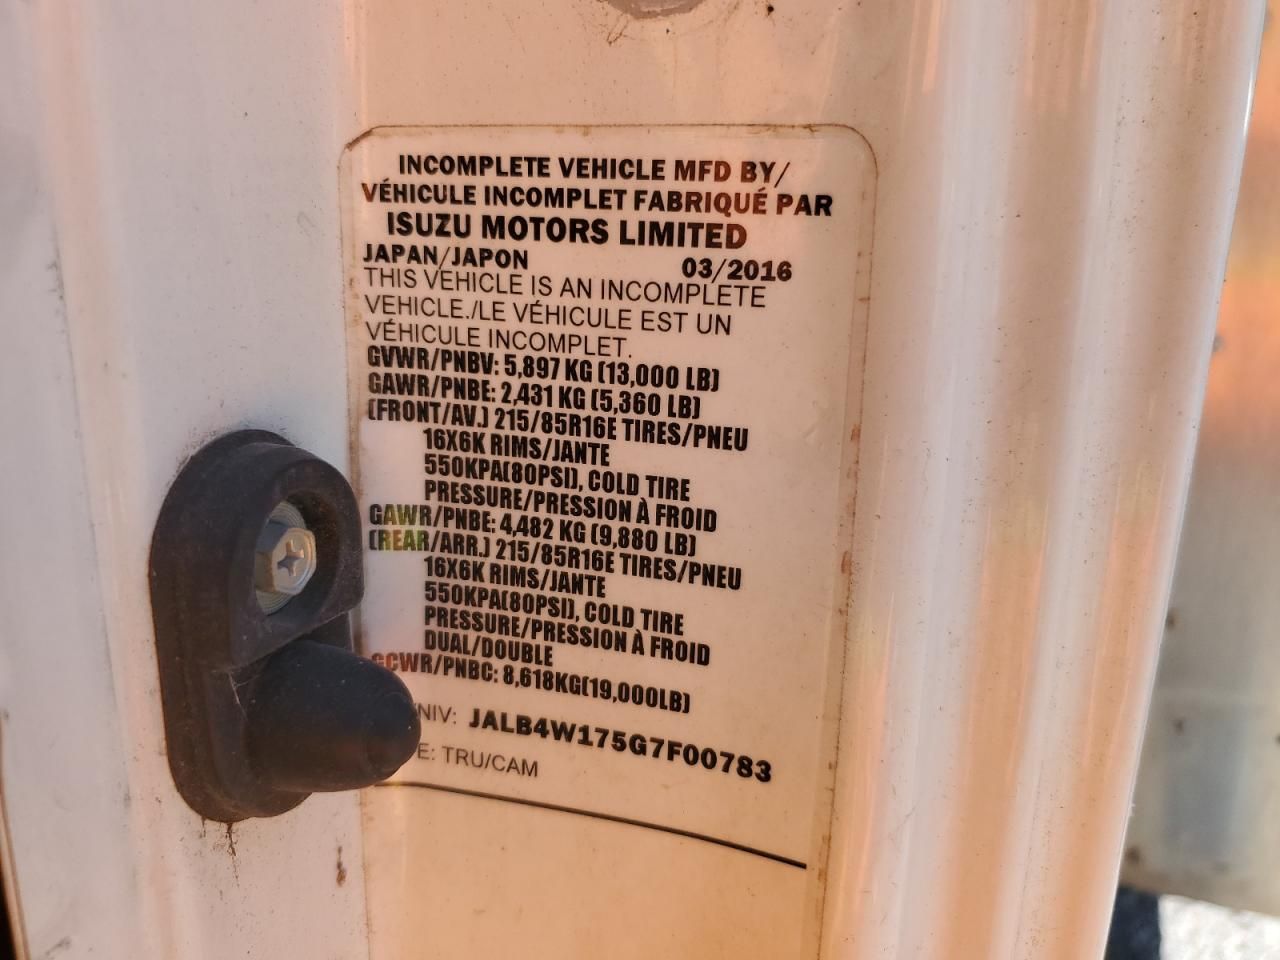 INCOMPLETE VEHICLE MFD BY/
VÉHICULE INCOMPLET FABRIQUÉ PAR
ISUZU MOTORS LIMITED
JAPAN/JAPON 03/2016
THIS VEHICLE IS AN INCOMPLETE
VEHICLE./LE VÉHICULE EST UN
VÉHICULE INCOMPLET.
GVWR/PNBV: 5,897 KG (13,000 LB)
GAWR/PNBE: 2,431 KG (5,360 LB)
(FRONT/AV.) 215/85R16E TIRES/PNEU
16X6K RIMS/JANTE
550KPA(80PSI), COLD TIRE
PRESSURE/PRESSION À FROID
GAWR/PNBE: 4,482 KG (9,880 LB)
(REAR/ARR.) 215/85R16E TIRES/PNEU
16X6K RIMS/JANTE
550KPA(80PSI), COLD TIRE
PRESSURE/PRESSION À FROID
DUAL/DOUBLE
GCWR/PNBC: 8,618KG(19,000LB)
NIV: JALB4W175G7F00783
E: TRU/CAM